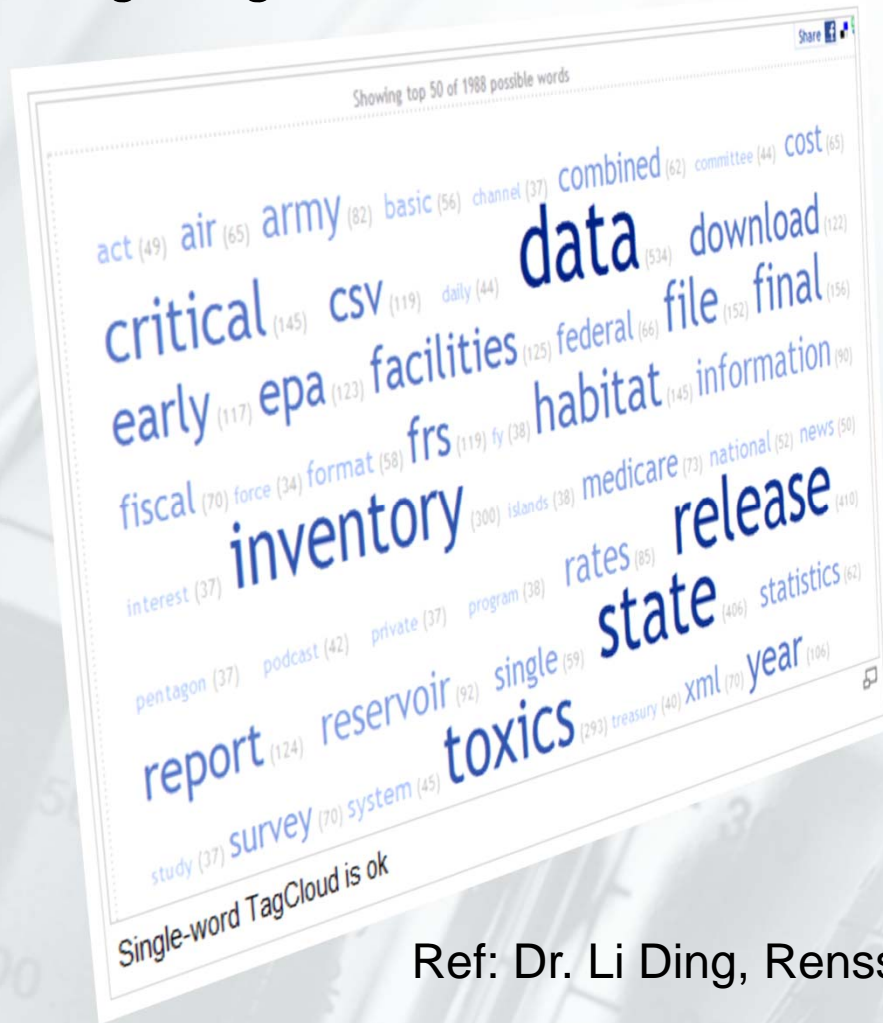 Share
Showing top 50 of 1988 possible words
act (49) air (65) army (82) basic (56) channel (37) combined (62) committee (44) cost (65)
critical (145) csv (119) daily (44) data (534) download (122)
early (117) epa (123) facilities (125) federal (66) file (152) final (156)
fiscal (70) force (34) format (58) frs (119) fy (38) habitat (145) information (90)
interest (37) inventory (300) islands (38) medicare (73) national (52) news (50)
pentagon (37) podcast (42) private (37) program (38) rates (85) release (410)
report (124) reservoir (92) single (59) state (406) statistics (62)
study (37) survey (70) system (45) toxics (293) treasury (40) xml (70) year (106)
Single-word TagCloud is ok
Ref: Dr. Li Ding, Renss